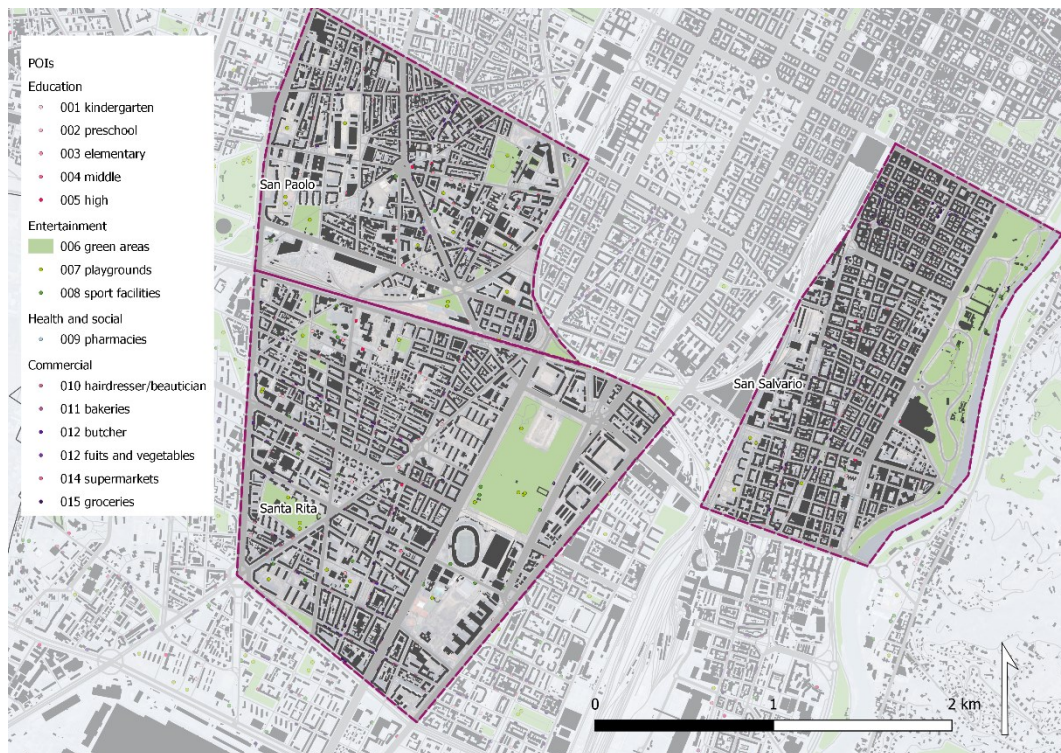 POIs
Education
001 kindergarten
002 preschool
003 elementary
004 middle
005 high
Entertainment
006 green areas
007 playgrounds
008 sport facilities
Health and social
009 pharmacies
Commercial
010 hairdresser/beautician
011 bakeries
012 butcher
012 fuits and vegetables
014 supermarkets
015 groceries
San Paolo
San Salvario
Santa Rita
0 1 2 km